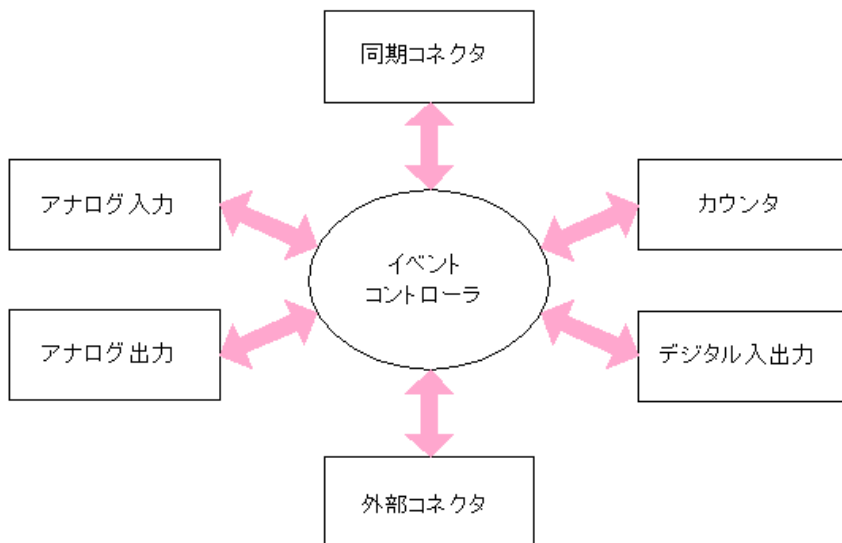 同期コネクタ
アナログ入力
カウンタ
イベント
コントローラ
アナログ出力
デジタル入出力
外部コネクタ